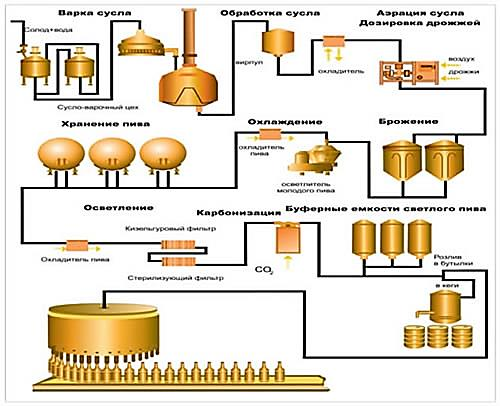 Варка сусла
Обработка сусла
Аэрация сусла
Дозировка дрожжей
Солод+вода
вирпул
охладитель
воздух
дрожжи
Сусло-варочный цех
Хранение пива
Охлаждение
Брожение
охладитель
пива
осветлитель
молодого пива
Осветление
Карбонизация
Буферные емкости светлого пива
Кизельгуровый фильтр
Охладитель пива
Стерилизующий фильтр
CO2
Розлив
в бутылки
в кеги